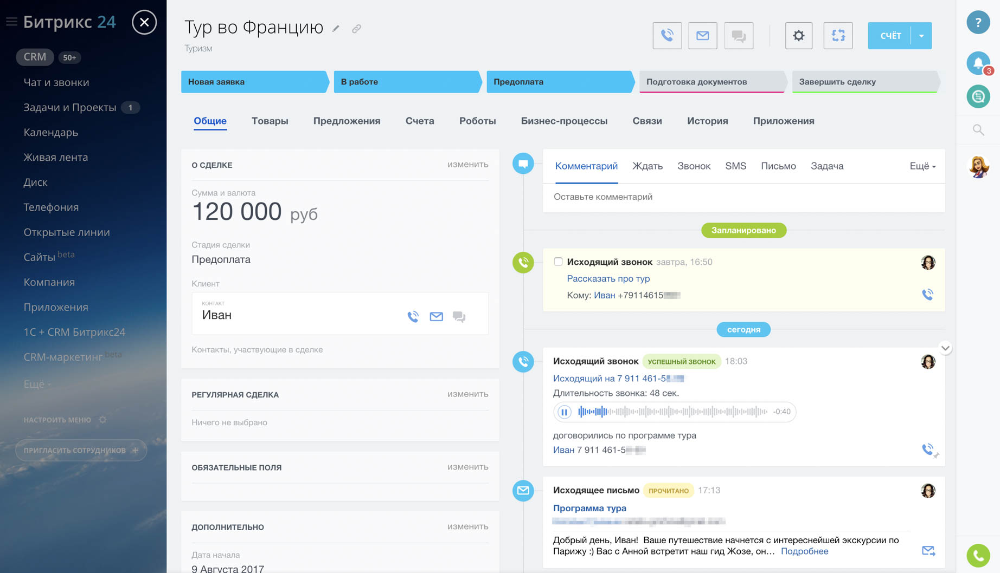 Битрикс 24
CRM 50+
Чат и звонки
Задачи и Проекты 1
Календарь
Живая лента
Диск
Телефония
Открытые линии
Сайты beta
Компания
Приложения
1С + CRM Битрикс24
CRM-маркетинг beta
Ещё
НАСТРОИТЬ МЕНЮ
ПРИГЛАСИТЬ СОТРУДНИКОВ +
Тур во Францию
Туризм
СЧЁТ
Новая заявка
В работе
Предоплата
Подготовка документов
Завершить сделку
Общие
Товары
Предложения
Счета
Роботы
Бизнес-процессы
Связи
История
Приложения
О СДЕЛКЕ
изменить
Сумма и валюта
120 000 руб
Стадия сделки
Предоплата
Клиент
КОНТАКТ
Иван
Контакты, участвующие в сделке
РЕГУЛЯРНАЯ СДЕЛКА
изменить
Ничего не выбрано
ОБЯЗАТЕЛЬНЫЕ ПОЛЯ
изменить
ДОПОЛНИТЕЛЬНО
изменить
Дата начала
9 Августа 2017
Комментарий
Ждать
Звонок
SMS
Письмо
Задача
Ещё
Оставьте комментарий
Запланировано
Исходящий звонок завтра, 16:50
Рассказать про тур
Кому: Иван +79114615
сегодня
Исходящий звонок УСПЕШНЫЙ ЗВОНОК 18:03
Исходящий на 7 911 461-5
Длительность звонка: 48 сек.
-0:40
договорились по программе тура
Иван 7 911 461-5
Исходящее письмо ПРОЧИТАНО 17:13
Программа тура
Добрый день, Иван! Ваше путешествие начнется с интереснейшей экскурсии по
Парижу :) Вас с Анной встретит наш гид Жозе, он... Подробнее
?
3